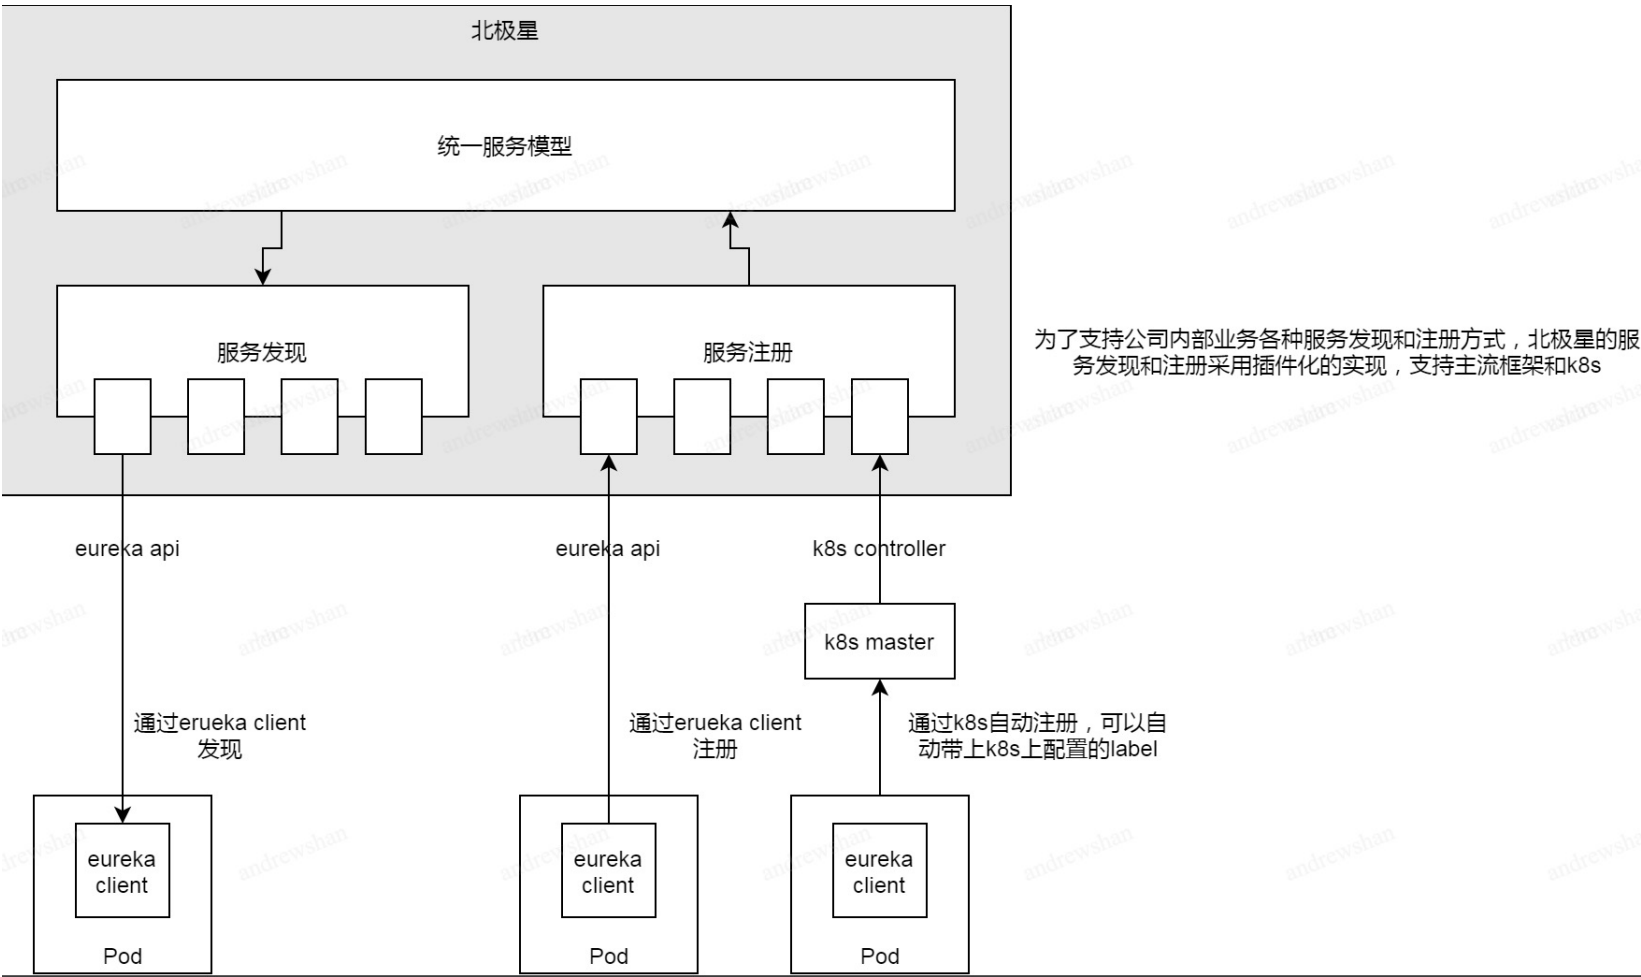 北极星
统一服务模型
服务发现
服务注册
为了支持公司内部业务各种服务发现和注册方式，北极星的服
务发现和注册采用插件化的实现，支持主流框架和k8s
eureka api
eureka api
k8s controller
k8s master
通过erueka client
发现
通过erueka client
注册
通过k8s自动注册，可以自
动带上k8s上配置的label
eureka
client
Pod
eureka
client
Pod
eureka
client
Pod
andrewshan